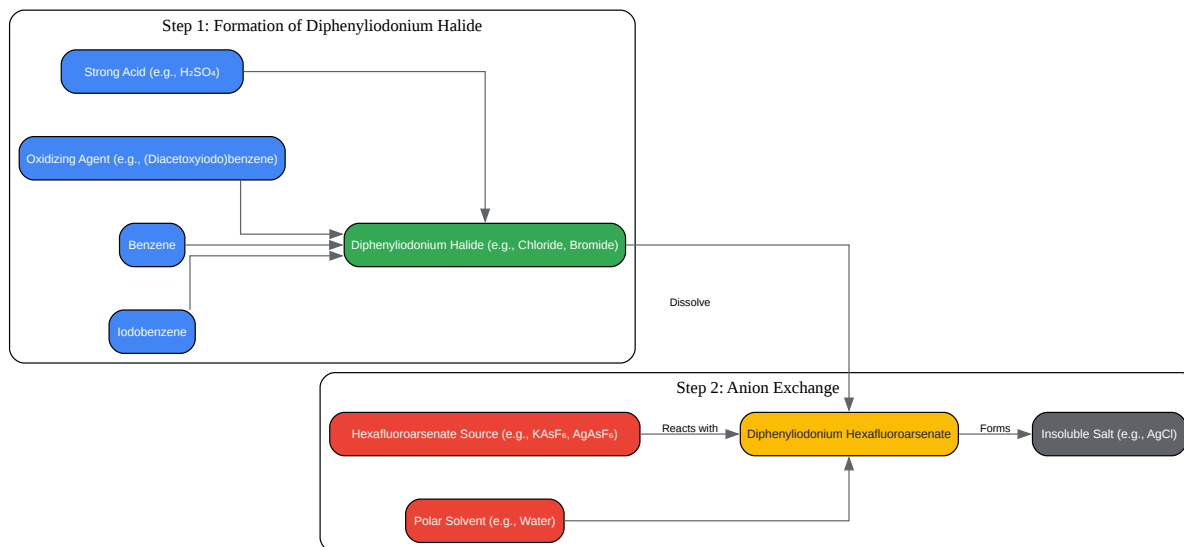 Step 1: Formation of Diphenyliodonium Halide
Strong Acid (e.g., H₂SO₄)
Oxidizing Agent (e.g., (Diacetoxyiodo)benzene)
Benzene
Diphenyliodonium Halide (e.g., Chloride, Bromide)
Iodobenzene
Dissolve
Step 2: Anion Exchange
Hexafluoroarsenate Source (e.g., KAsF₆, AgAsF₆)
Reacts with
Diphenyliodonium Hexafluoroarsenate
Forms
Insoluble Salt (e.g., AgCl)
Polar Solvent (e.g., Water)